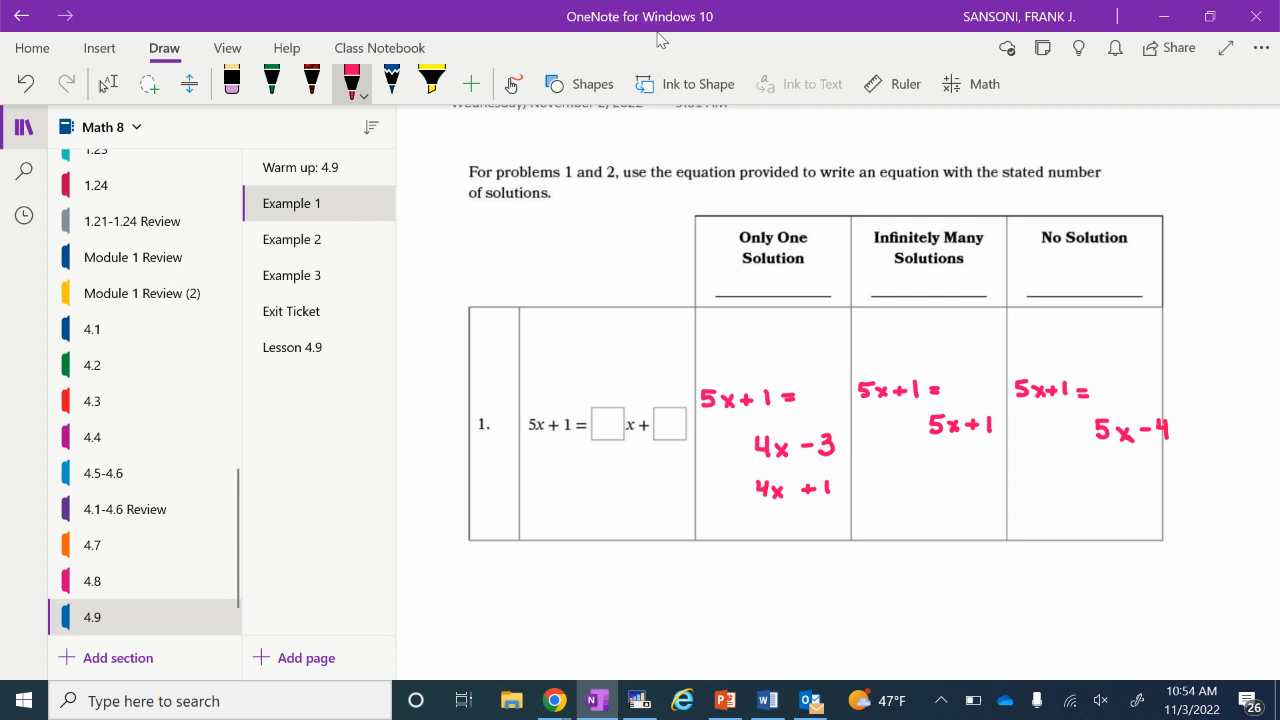 OneNote for Windows 10
SANSONI, FRANK J.
Home
Insert
Draw
View
Help
Class Notebook
Share
Shapes
Ink to Shape
Ink to Text
Ruler
Math
Math 8
1.23
1.24
1.21-1.24 Review
Module 1 Review
Module 1 Review (2)
4.1
4.2
4.3
4.4
4.5-4.6
4.1-4.6 Review
4.7
4.8
4.9
Add section
Warm up: 4.9
Example 1
Example 2
Example 3
Exit Ticket
Lesson 4.9
Add page
Wednesday, November 2, 2022
For problems 1 and 2, use the equation provided to write an equation with the stated number
of solutions.
Only One
Solution
Infinitely Many
Solutions
No Solution
1.
5x + 1 = □ x + □
5x + 1 =
4x - 3
4x + 1
5x + 1 =
5x + 1
5x+1 =
5x - 4
Type here to search
47°F
10:54 AM
11/3/2022
26